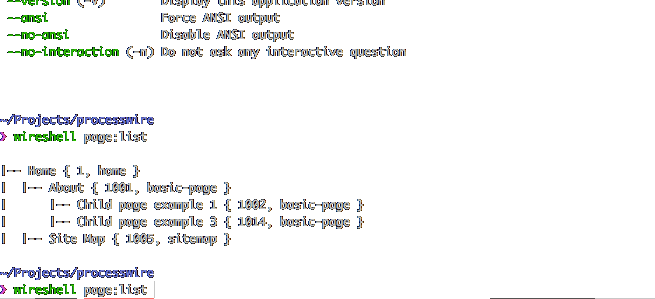 --version (-V) Display this application version
--ansi Force ANSI output
--no-ansi Disable ANSI output
--no-interaction (-n) Do not ask any interactive question
~/Projects/processwire
❯ wireshell page:list
|-- Home { 1, home }
| |-- About { 1001, basic-page }
| |-- Child page example 1 { 1002, basic-page }
| |-- Child page example 3 { 1014, basic-page }
| |-- Site Map { 1005, sitemap }
~/Projects/processwire
❯ wireshell page:list